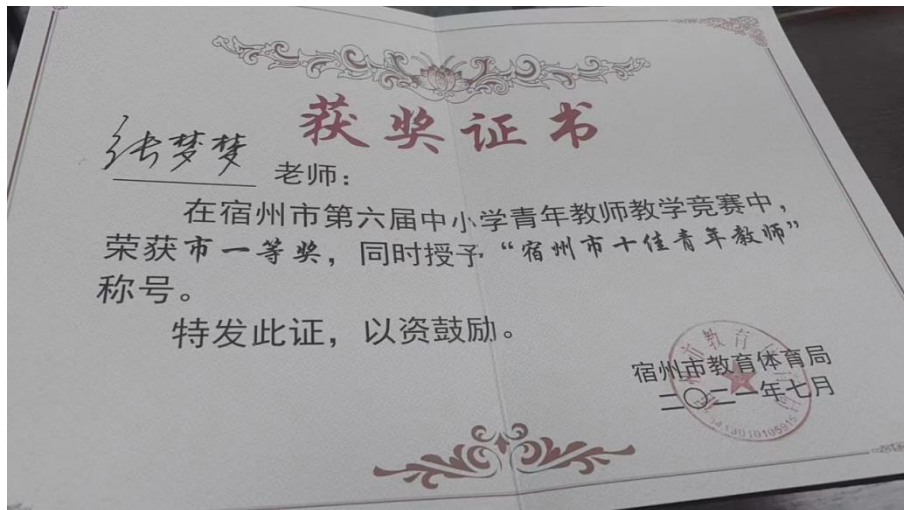 获奖证书
张梦梦 老师：
在宿州市第六届中小学青年教师教学竞赛中，
荣获市一等奖，同时授予“宿州市十佳青年教师”
称号。
特发此证，以资鼓励。
宿州市教育体育局
二〇二一年七月